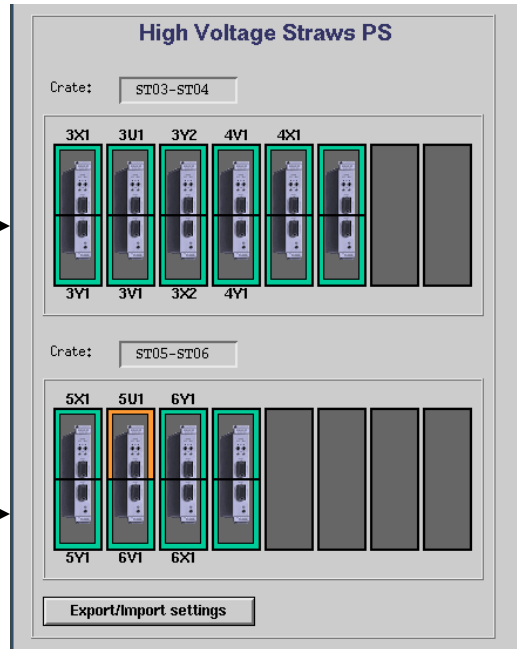 High Voltage Straws PS
Crate: ST03-ST04
3X1 3U1 3Y2 4V1 4X1
3Y1 3V1 3X2 4Y1
Crate: ST05-ST06
5X1 5U1 6Y1
5Y1 6V1 6X1
Export/Import settings